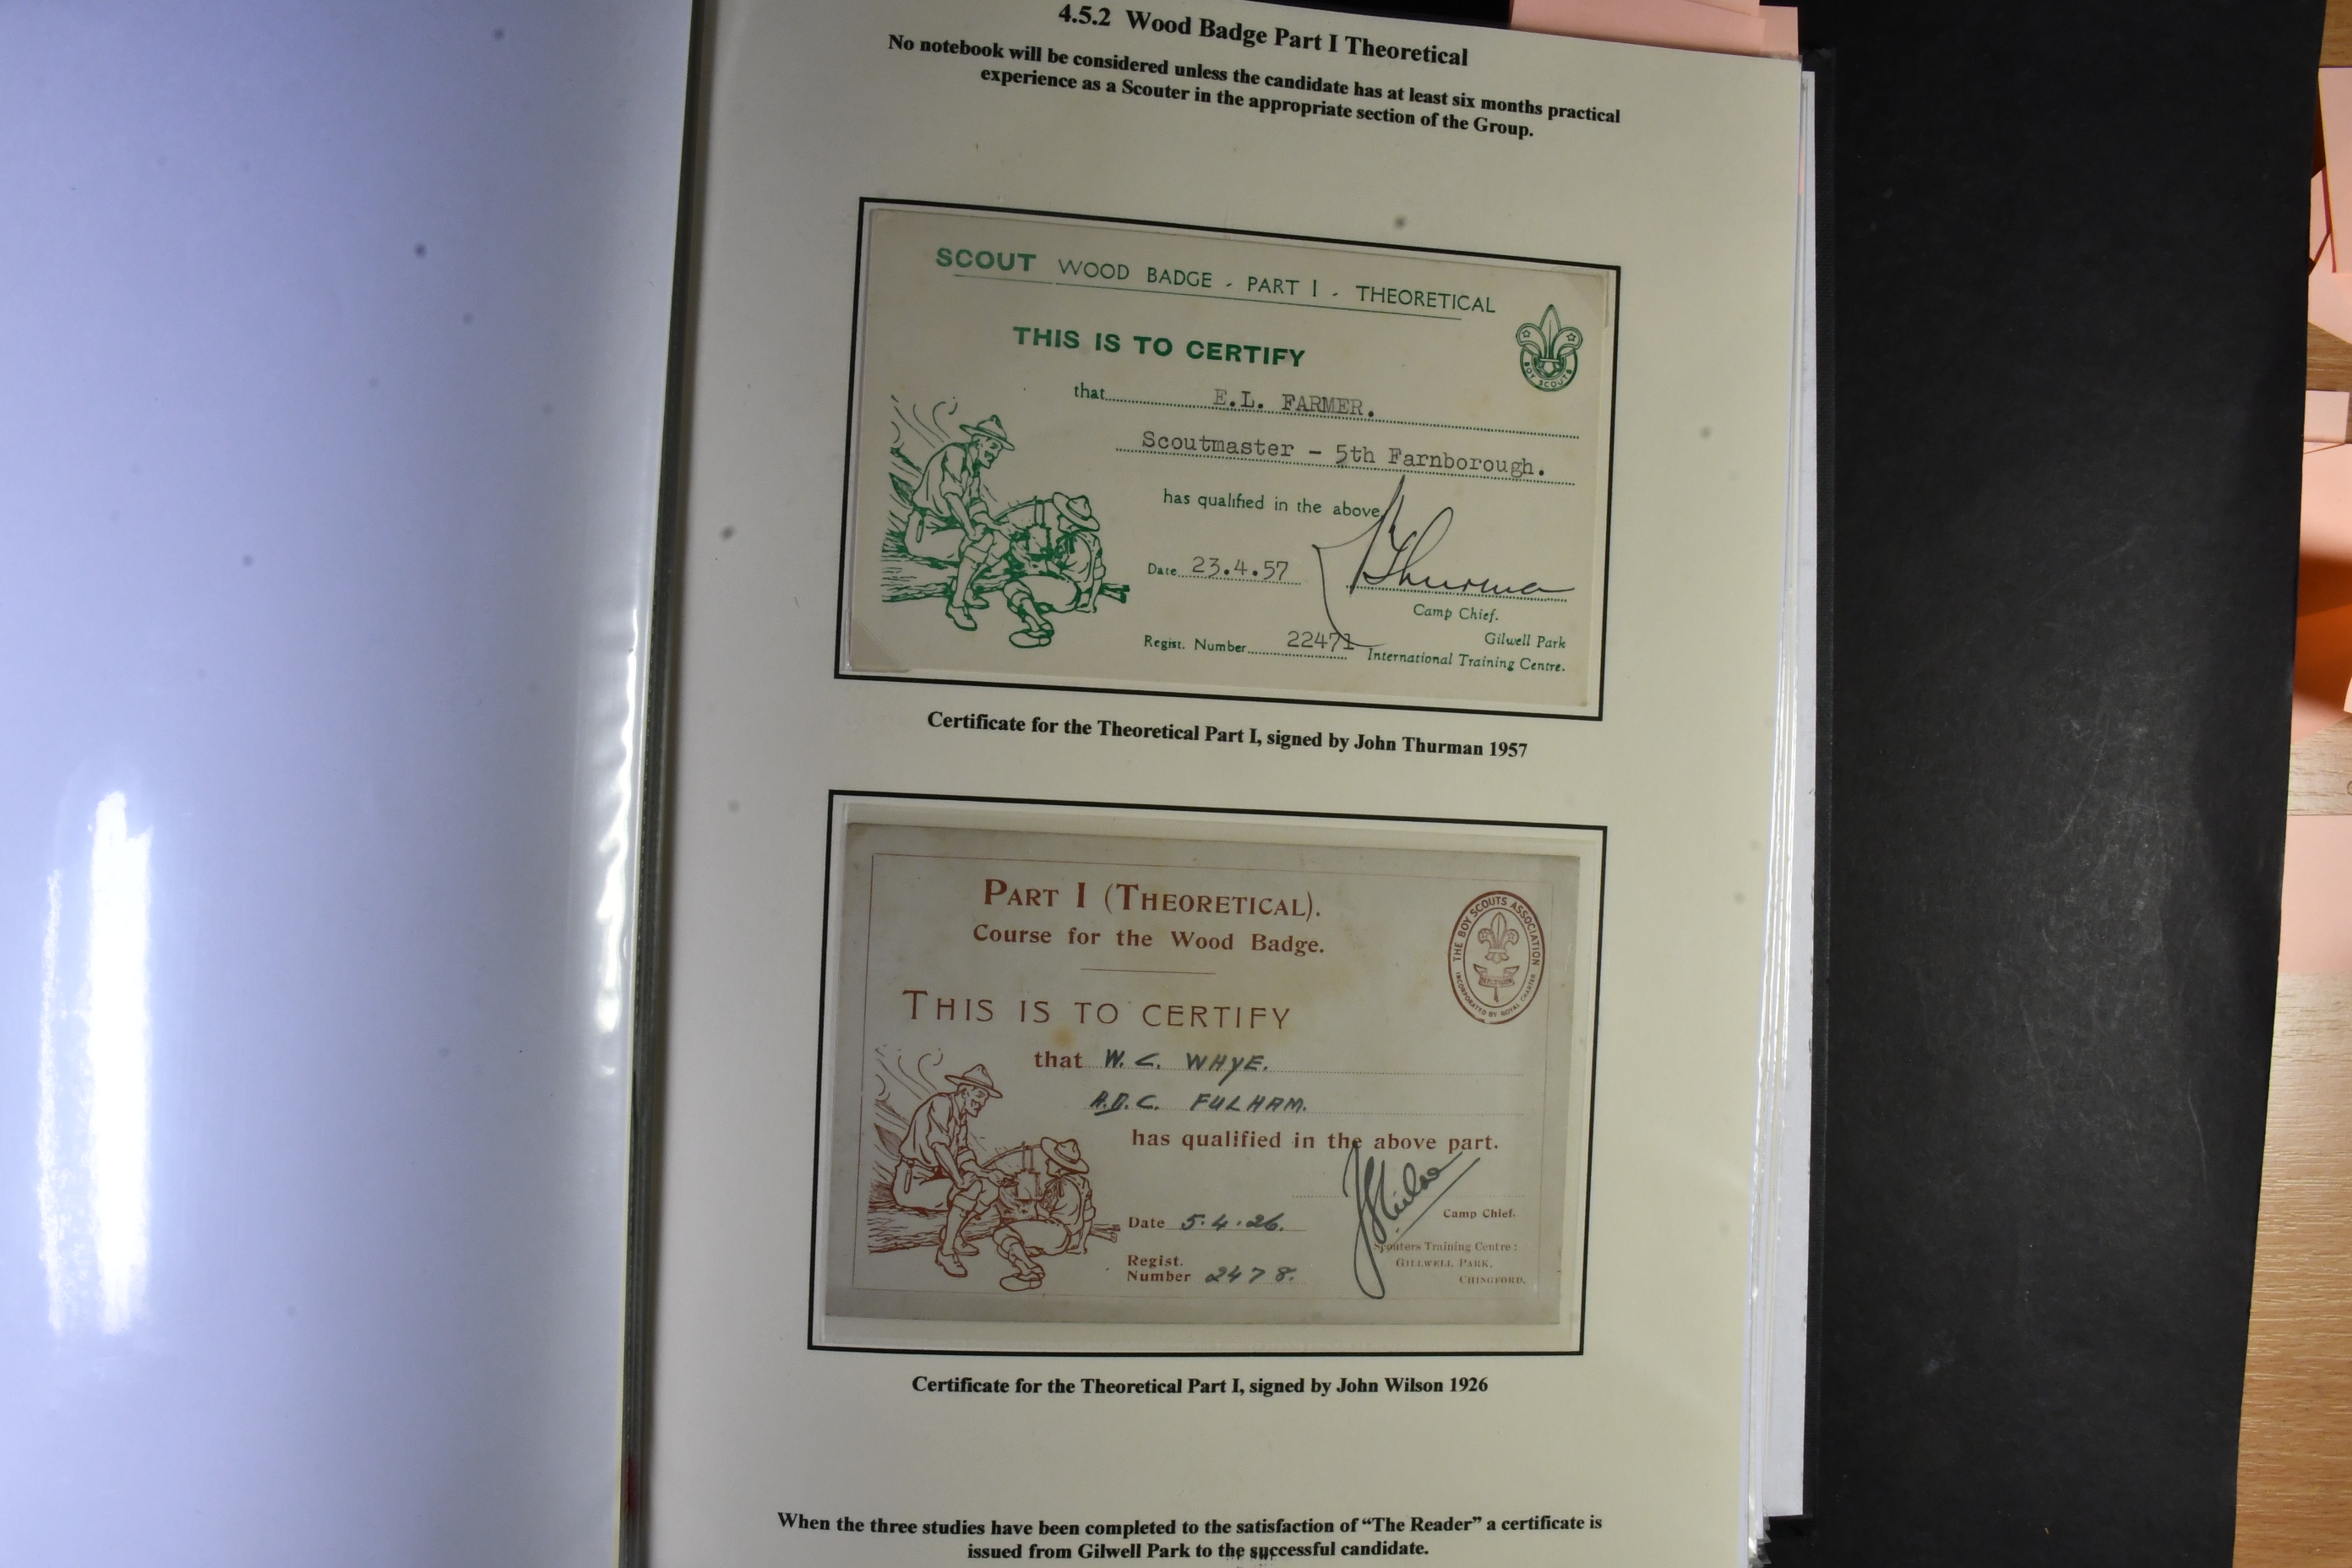 4.5.2 Wood Badge Part I Theoretical
No notebook will be considered unless the candidate has at least six months practical
experience as a Scouter in the appropriate section of the Group.
SCOUT WOOD BADGE - PART I - THEORETICAL
THIS IS TO CERTIFY
BOY SCOUTS
that E.L. FARMER.
Scoutmaster - 5th Farnborough.
has qualified in the above
Date 23.4.57
Thurman
Camp Chief.
Gilwell Park
Regist. Number 22471
International Training Centre.
Certificate for the Theoretical Part I, signed by John Thurman 1957
PART I (THEORETICAL).
Course for the Wood Badge.
THE BOY SCOUTS ASSOCIATION
INCORPORATED BY ROYAL CHARTER
THIS IS TO CERTIFY
that W. C. WHYE.
A.D.C. FULHAM.
has qualified in the above part.
Date 5.4.26.
Camp Chief.
Scouters Training Centre:
GILLWELL PARK,
CHINGFORD.
Regist.
Number 2478.
Certificate for the Theoretical Part I, signed by John Wilson 1926
When the three studies have been completed to the satisfaction of “The Reader” a certificate is
issued from Gilwell Park to the successful candidate.